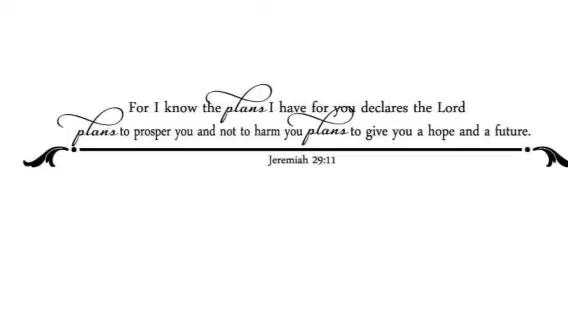 For I know the plans I have for you declares the Lord
plans to prosper you and not to harm you plans to give you a hope and a future.
Jeremiah 29:11